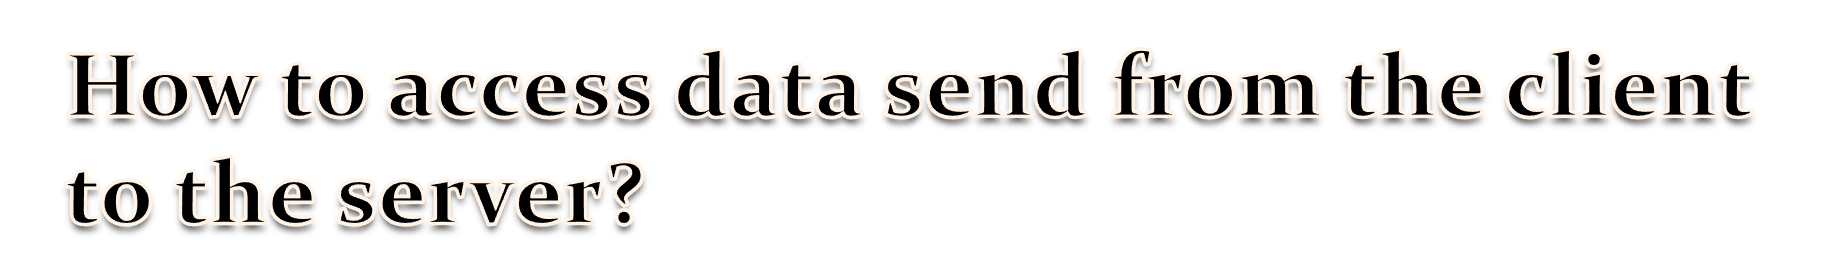 How to access data send from the client
to the server?